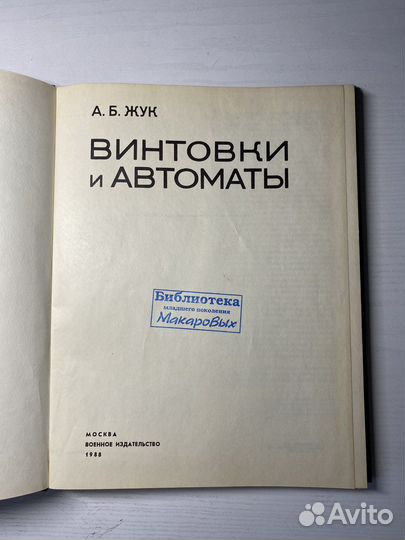 А. Б. ЖУК
ВИНТОВКИ
и АВТОМАТЫ
Библиотека
младшего поколения
Макаровых
МОСКВА
ВОЕННОЕ ИЗДАТЕЛЬСТВО
1988
Avito